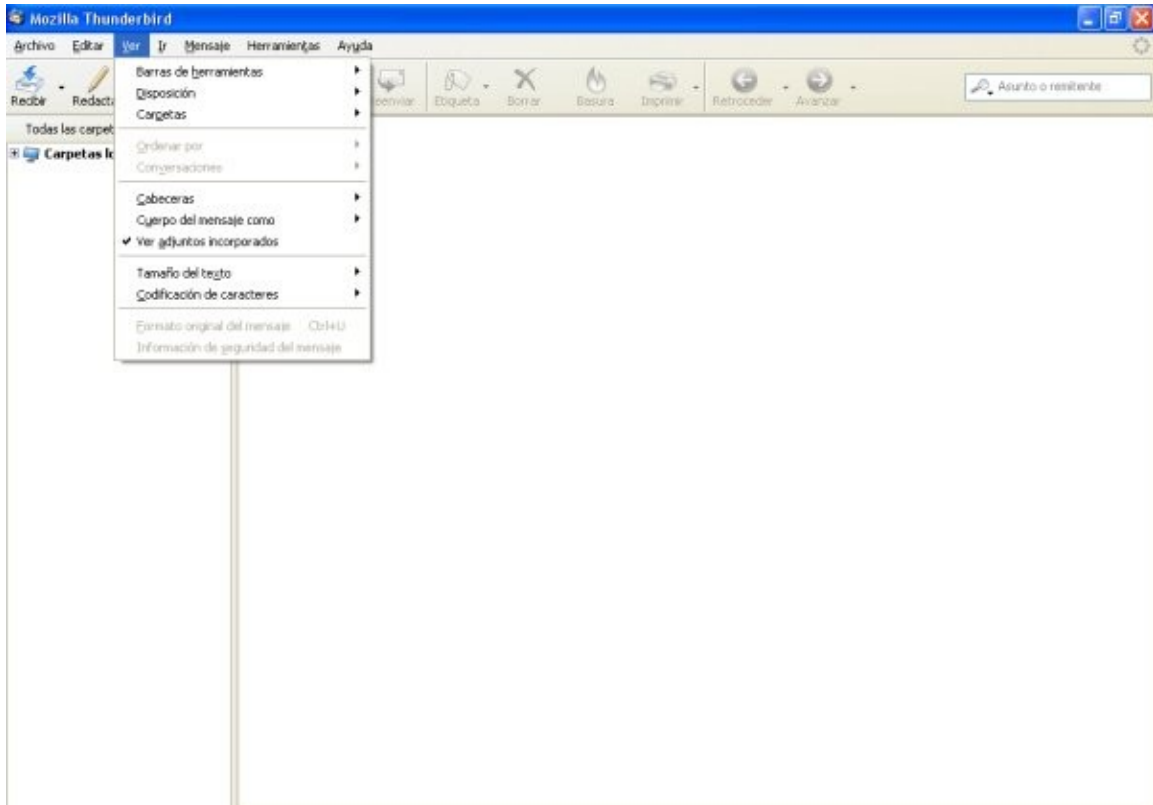 Mozilla Thunderbird
Archivo Editar Ver Ir Mensaje Herramientas Ayuda
Recibir Redacta eenviar Etiqueta Borrar Basura Imprimir Retroceder Avanzar Asunto o remitente
Todas las carpet
Carpetas lo
Barras de herramientas
Disposición
Carpetas
Ordenar por
Conversaciones
Cabeceras
Cuerpo del mensaje como
Ver adjuntos incorporados
Tamaño del texto
Codificación de caracteres
Formato original del mensaje Ctrl+U
Información de seguridad del mensaje